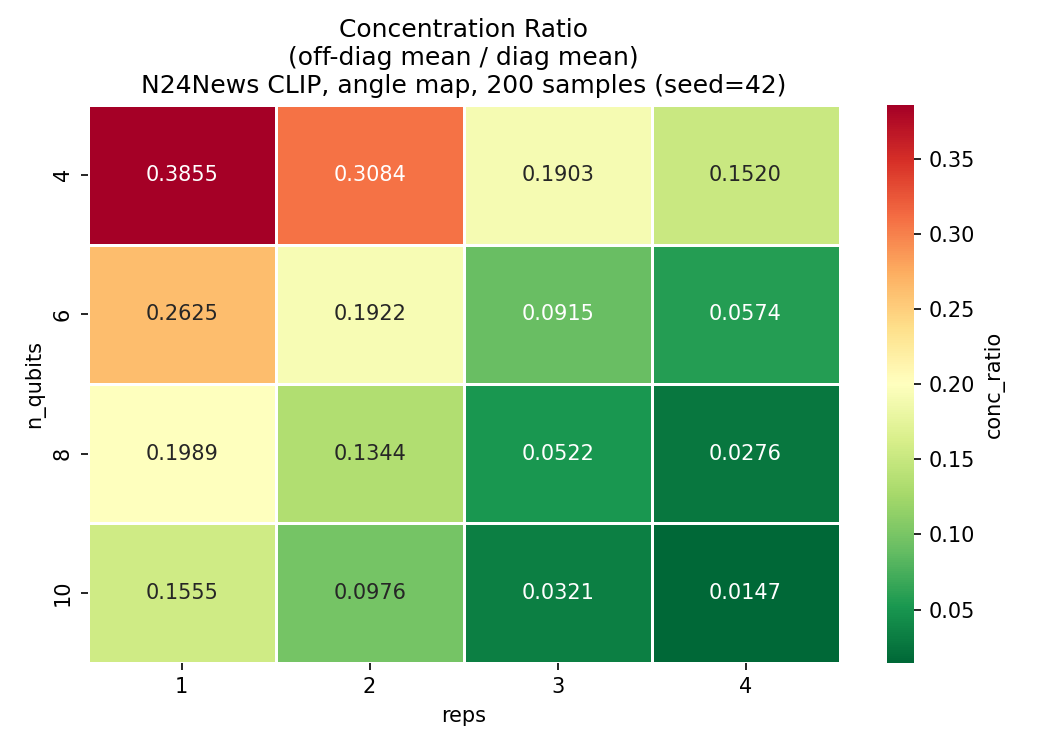 Concentration Ratio
(off-diag mean / diag mean)
N24News CLIP, angle map, 200 samples (seed=42)
n_qubits
4
0.3855 0.3084 0.1903 0.1520
6
0.2625 0.1922 0.0915 0.0574
8
0.1989 0.1344 0.0522 0.0276
10
0.1555 0.0976 0.0321 0.0147
1 2 3 4
reps
0.35
0.30
0.25
0.20
0.15
0.10
0.05
conc_ratio